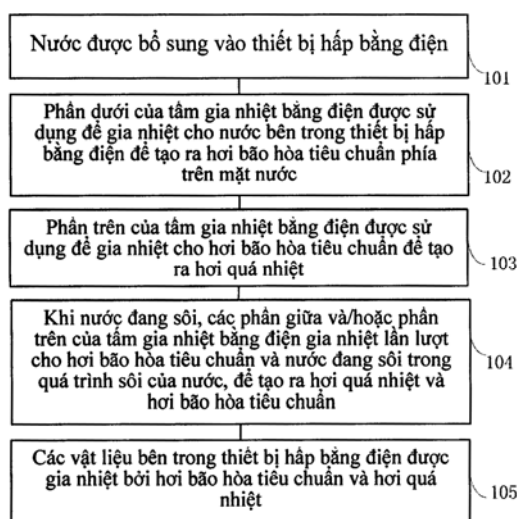 Nước được bổ sung vào thiết bị hấp bằng điện
101
Phần dưới của tấm gia nhiệt bằng điện được sử
dụng để gia nhiệt cho nước bên trong thiết bị hấp
bằng điện để tạo ra hơi bão hòa tiêu chuẩn phía
trên mặt nước
102
Phần trên của tấm gia nhiệt bằng điện được sử
dụng để gia nhiệt cho hơi bão hòa tiêu chuẩn để tạo
ra hơi quá nhiệt
103
Khi nước đang sôi, các phần giữa và/hoặc phần
trên của tấm gia nhiệt bằng điện gia nhiệt lần lượt
cho hơi bão hòa tiêu chuẩn và nước đang sôi trong
quá trình sôi của nước, để tạo ra hơi quá nhiệt và
hơi bão hòa tiêu chuẩn
104
Các vật liệu bên trong thiết bị hấp bằng điện được
gia nhiệt bởi hơi bão hòa tiêu chuẩn và hơi quá
nhiệt
105